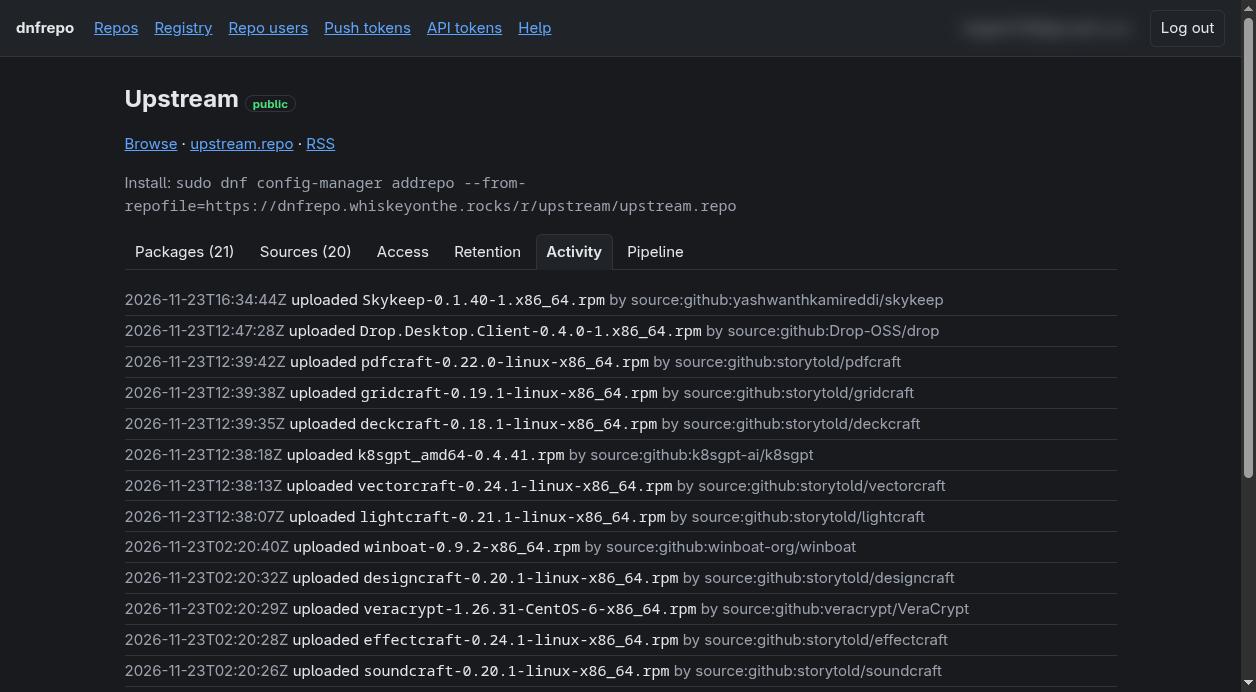 dnfrepo Repos Registry Repo users Push tokens API tokens Help Log out
Upstream public
Browse · upstream.repo · RSS
Install: sudo dnf config-manager addrepo --from-
repofile=https://dnfrepo.whiskeyonthe.rocks/r/upstream/upstream.repo
Packages (21) Sources (20) Access Retention Activity Pipeline
2026-11-23T16:34:44Z uploaded Skykeep-0.1.40-1.x86_64.rpm by source:github:yashwanthkamireddi/skykeep
2026-11-23T12:47:28Z uploaded Drop.Desktop.Client-0.4.0-1.x86_64.rpm by source:github:Drop-OSS/drop
2026-11-23T12:39:42Z uploaded pdfcraft-0.22.0-linux-x86_64.rpm by source:github:storytold/pdfcraft
2026-11-23T12:39:38Z uploaded gridcraft-0.19.1-linux-x86_64.rpm by source:github:storytold/gridcraft
2026-11-23T12:39:35Z uploaded deckcraft-0.18.1-linux-x86_64.rpm by source:github:storytold/deckcraft
2026-11-23T12:38:18Z uploaded k8sgpt_amd64-0.4.41.rpm by source:github:k8sgpt-ai/k8sgpt
2026-11-23T12:38:13Z uploaded vectorcraft-0.24.1-linux-x86_64.rpm by source:github:storytold/vectorcraft
2026-11-23T12:38:07Z uploaded lightcraft-0.21.1-linux-x86_64.rpm by source:github:storytold/lightcraft
2026-11-23T02:20:40Z uploaded winboat-0.9.2-x86_64.rpm by source:github:winboat-org/winboat
2026-11-23T02:20:32Z uploaded designcraft-0.20.1-linux-x86_64.rpm by source:github:storytold/designcraft
2026-11-23T02:20:29Z uploaded veracrypt-1.26.31-CentOS-6-x86_64.rpm by source:github:veracrypt/VeraCrypt
2026-11-23T02:20:28Z uploaded effectcraft-0.24.1-linux-x86_64.rpm by source:github:storytold/effectcraft
2026-11-23T02:20:26Z uploaded soundcraft-0.20.1-linux-x86_64.rpm by source:github:storytold/soundcraft